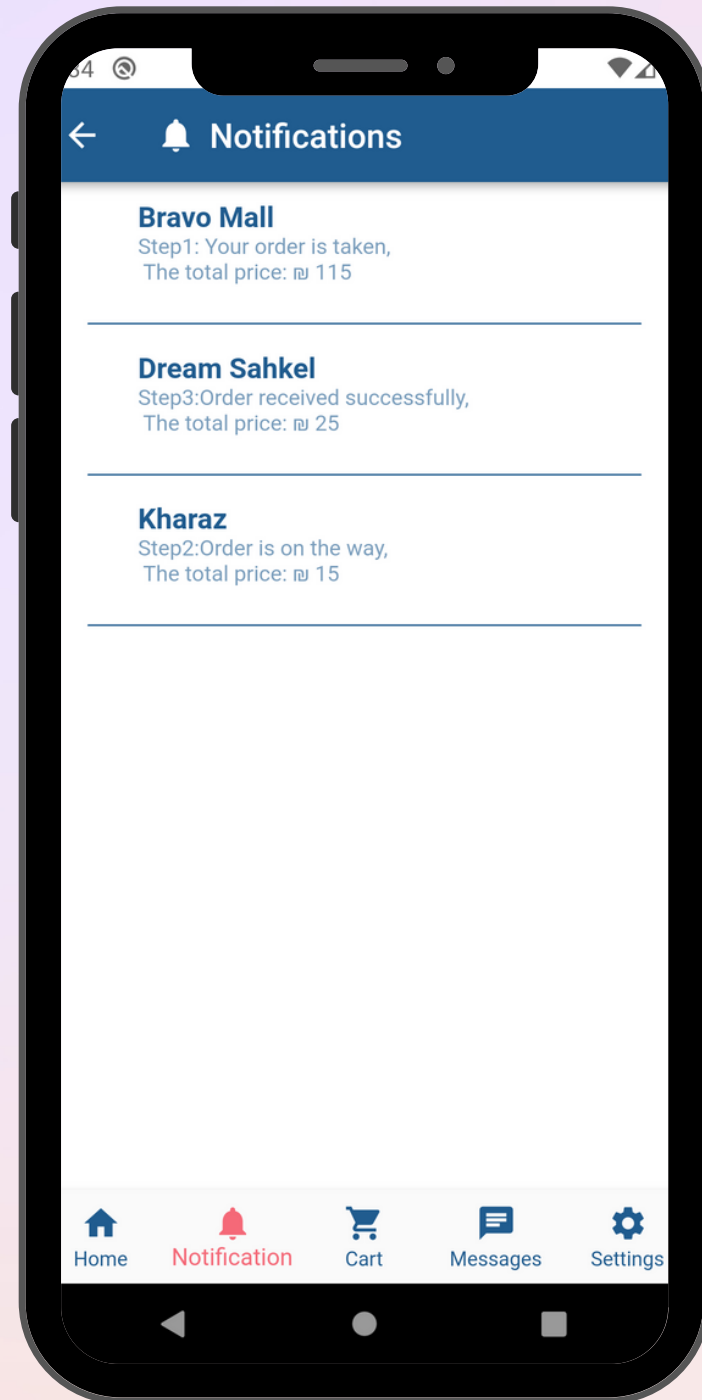 Notifications
Bravo Mall
Step1: Your order is taken,
The total price: ₪ 115
Dream Sahkel
Step3:Order received successfully,
The total price: ₪ 25
Kharaz
Step2:Order is on the way,
The total price: ₪ 15
Home Notification Cart Messages Settings